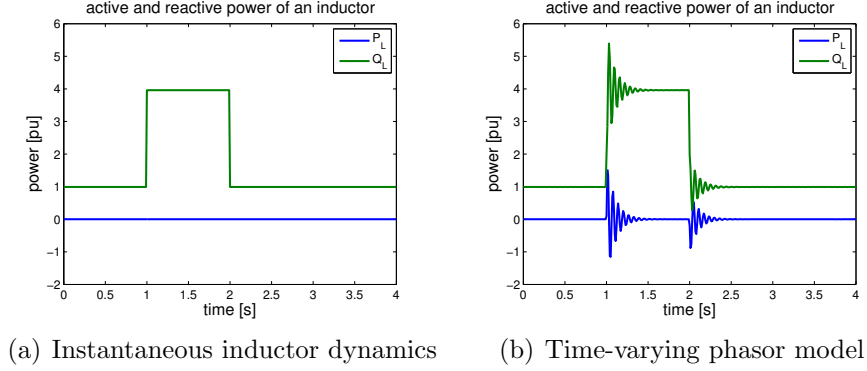 active and reactive power of an inductor
P_L
Q_L
power [pu]
6
5
4
3
2
1
0
−1
−2
0 0.5 1 1.5 2 2.5 3 3.5 4
time [s]
(a) Instantaneous inductor dynamics
active and reactive power of an inductor
P_L
Q_L
power [pu]
6
5
4
3
2
1
0
−1
−2
0 0.5 1 1.5 2 2.5 3 3.5 4
time [s]
(b) Time-varying phasor model